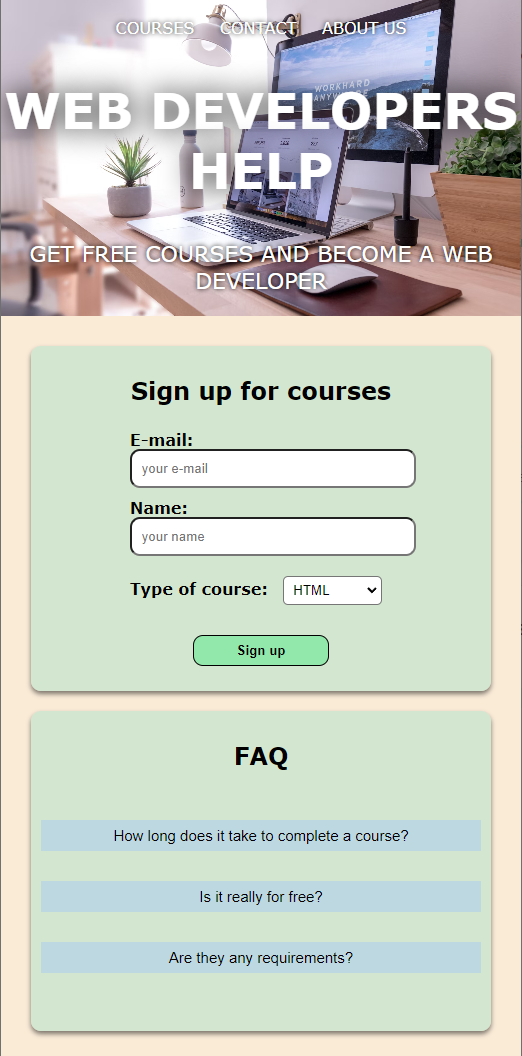 COURSES CONTACT ABOUT US
WORKHARD
ANYWHERE
WEB DEVELOPERS
HELP
GET FREE COURSES AND BECOME A WEB
DEVELOPER
Sign up for courses
E-mail:
your e-mail
Name:
your name
Type of course: HTML
Sign up
FAQ
How long does it take to complete a course?
Is it really for free?
Are they any requirements?